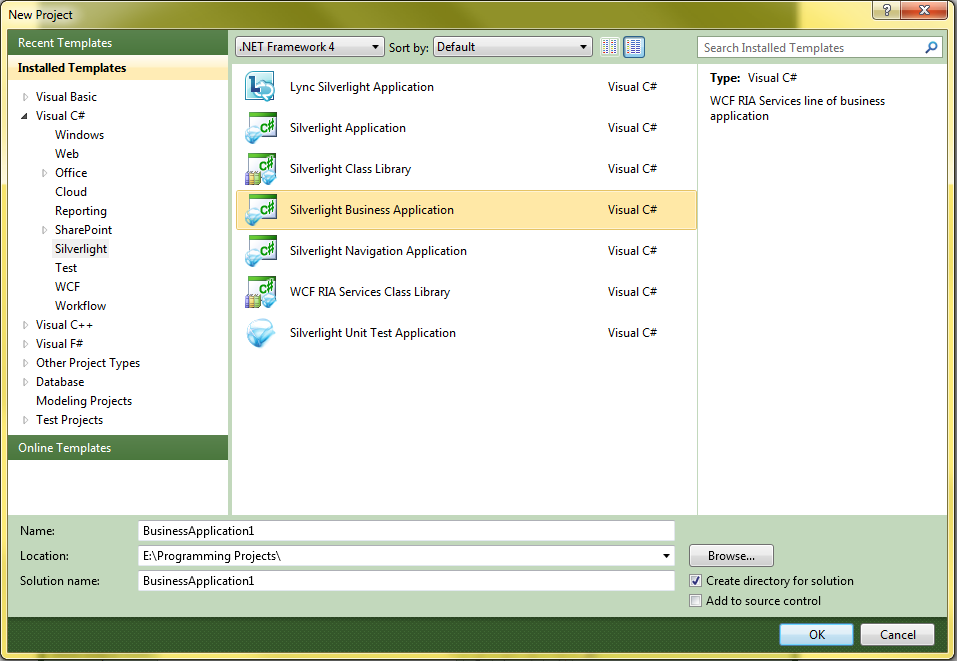 New Project
Recent Templates
Installed Templates
Visual Basic
Visual C#
Windows
Web
Office
Cloud
Reporting
SharePoint
Silverlight
Test
WCF
Workflow
Visual C++
Visual F#
Other Project Types
Database
Modeling Projects
Test Projects
Online Templates
.NET Framework 4 Sort by: Default
Lync Silverlight Application Visual C#
Silverlight Application Visual C#
Silverlight Class Library Visual C#
Silverlight Business Application Visual C#
Silverlight Navigation Application Visual C#
WCF RIA Services Class Library Visual C#
Silverlight Unit Test Application Visual C#
Search Installed Templates
Type: Visual C#
WCF RIA Services line of business
application
Name: BusinessApplication1
Location: E:\Programming Projects\ Browse...
Solution name: BusinessApplication1 Create directory for solution
Add to source control
OK Cancel